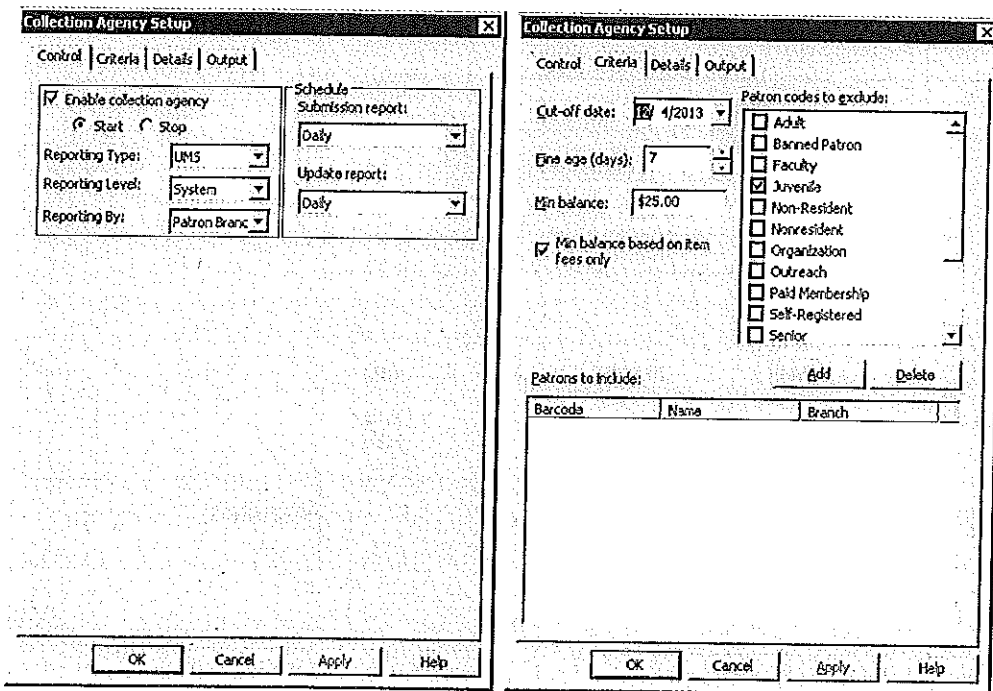 Collection Agency Setup
Control Criteria Details Output
Enable collection agency
Start Stop
Reporting Type: UMS
Reporting Level: System
Reporting By: Patron Branc
Schedule
Submission report:
Daily
Update report:
Daily
OK Cancel Apply Help
Collection Agency Setup
Control Criteria Details Output
Cut-off date: 4/2013
Fine age (days): 7
Min balance: $25.00
Min balance based on item
fees only
Patron codes to exclude:
Adult
Banned Patron
Faculty
Juvenile
Non-Resident
Nonresident
Organization
Outreach
Paid Membership
Self-Registered
Senior
Add Delete
Patrons to include:
Barcode Name Branch
OK Cancel Apply Help